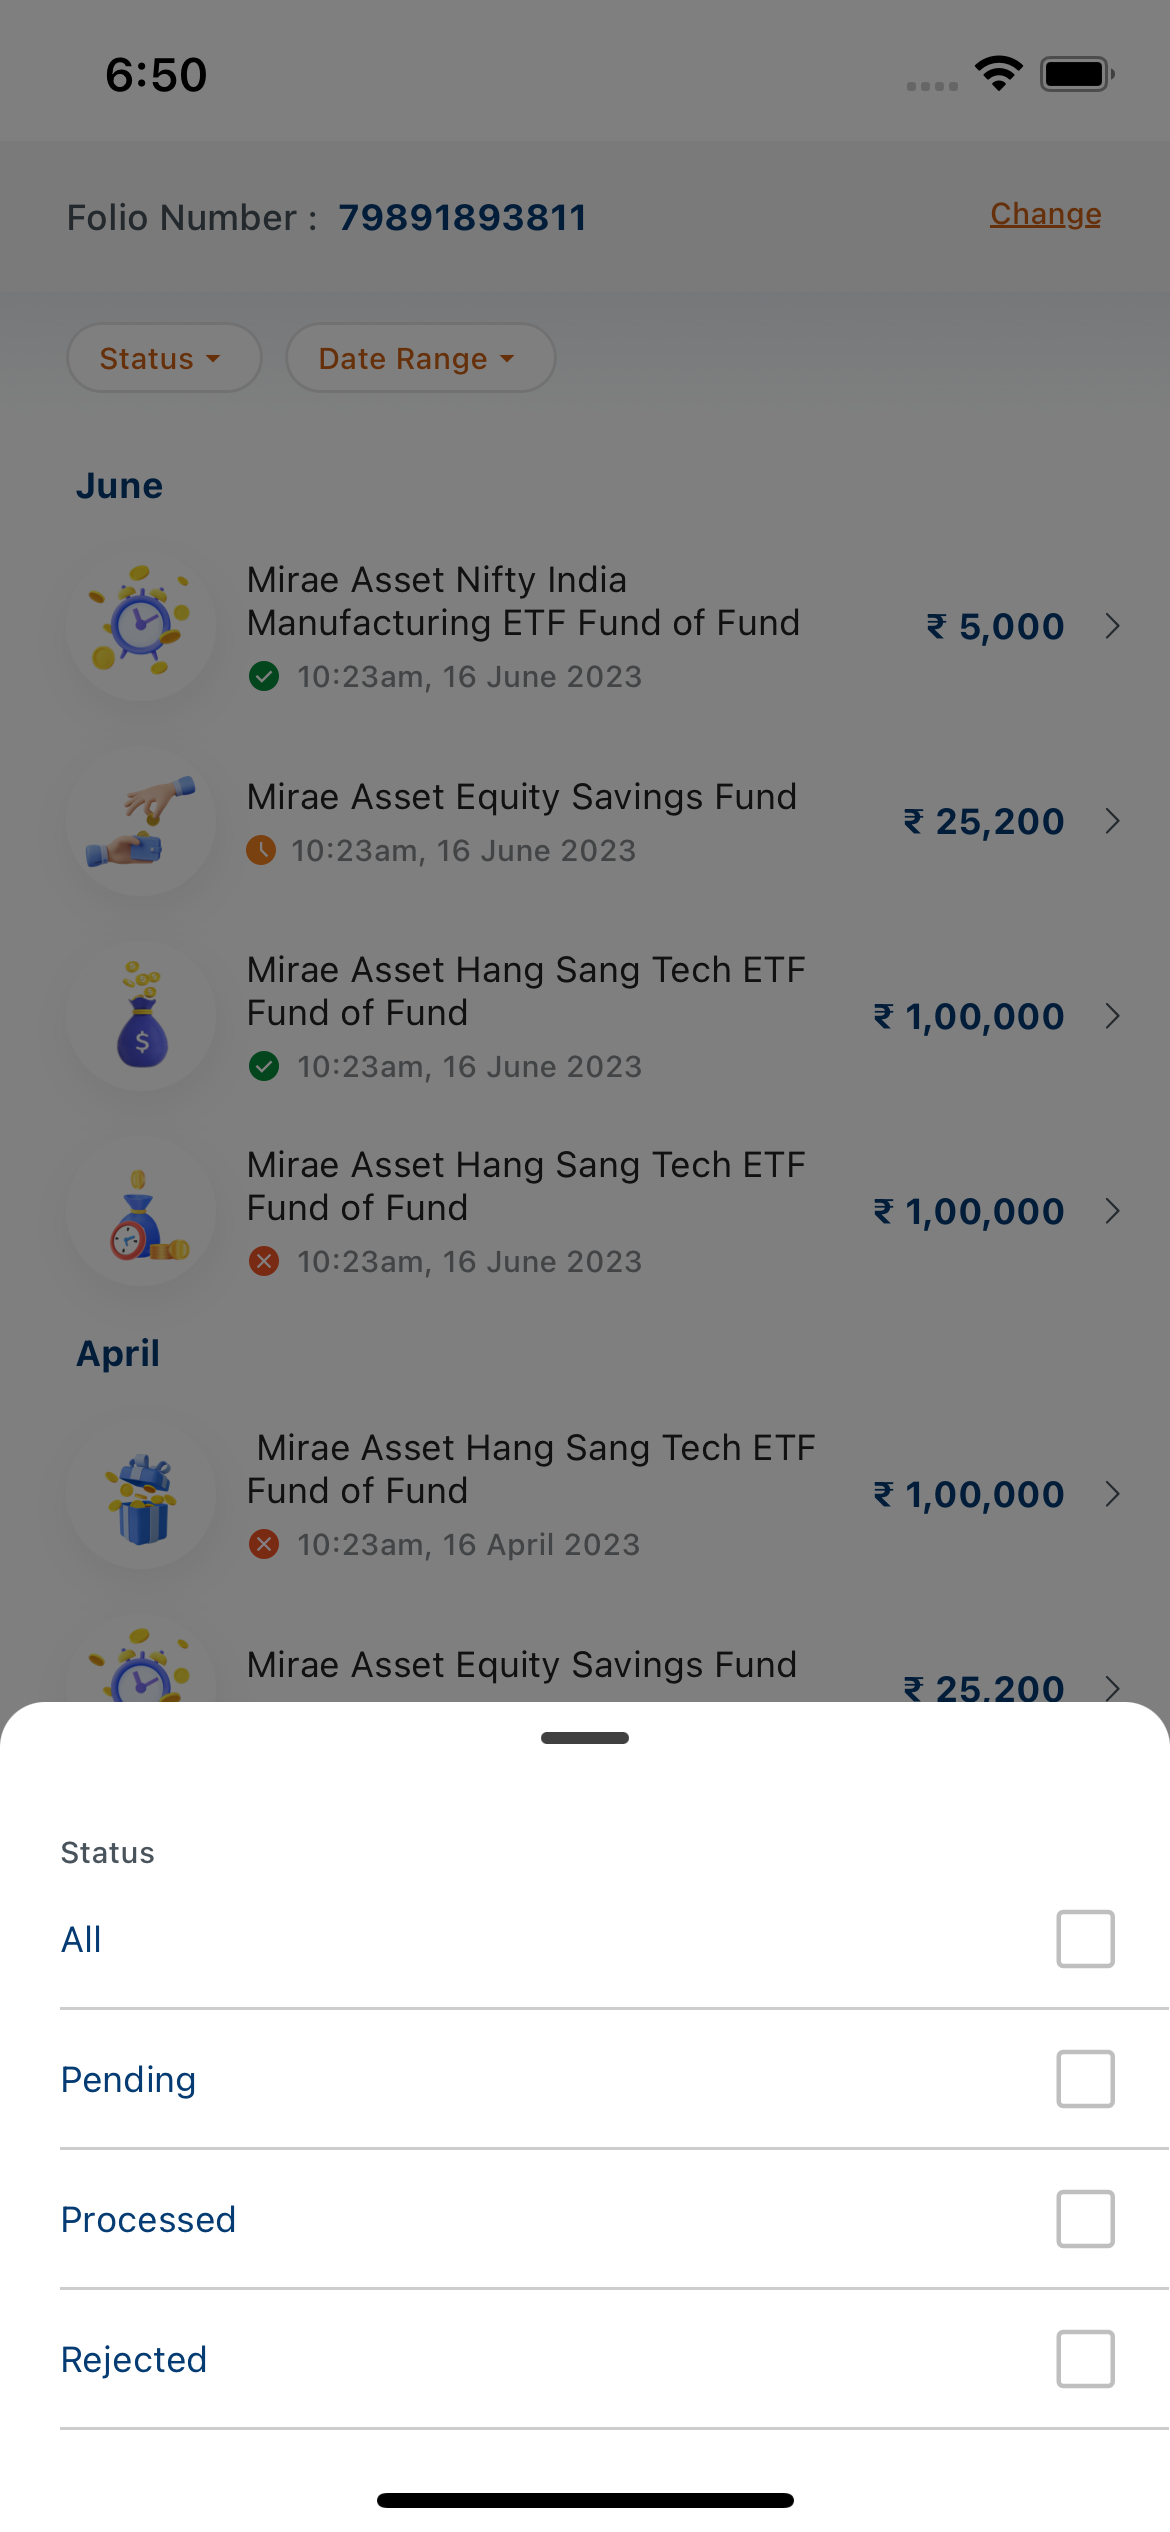 6:50
Folio Number : 79891893811 Change
Status Date Range
June
Mirae Asset Nifty India
Manufacturing ETF Fund of Fund
₹ 5,000
10:23am, 16 June 2023
Mirae Asset Equity Savings Fund
₹ 25,200
10:23am, 16 June 2023
Mirae Asset Hang Sang Tech ETF
Fund of Fund
₹ 1,00,000
10:23am, 16 June 2023
Mirae Asset Hang Sang Tech ETF
Fund of Fund
₹ 1,00,000
10:23am, 16 June 2023
April
Mirae Asset Hang Sang Tech ETF
Fund of Fund
₹ 1,00,000
10:23am, 16 April 2023
Mirae Asset Equity Savings Fund
₹ 25,200
Status
All
Pending
Processed
Rejected